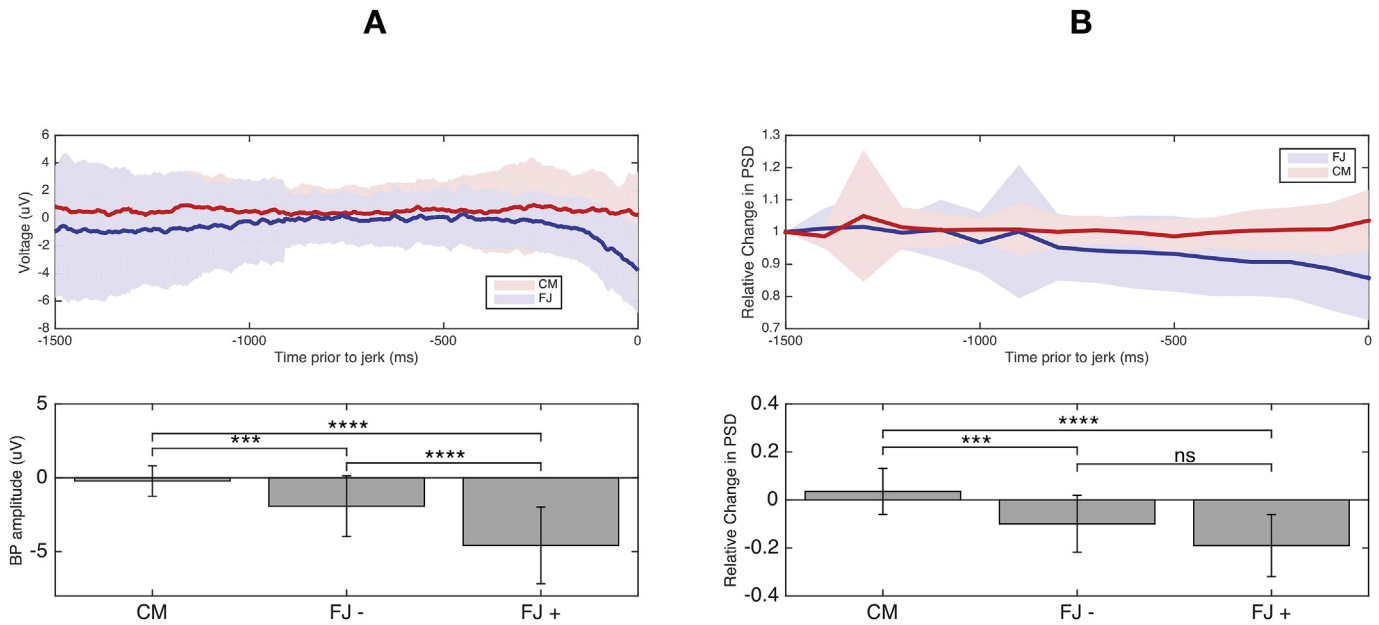 A
B
6
4
2
0
-2
-4
-6
-8
Voltage (uV)
CM
FJ
-1500
-1000
-500
0
Time prior to jerk (ms)
1.3
1.2
1.1
1
0.9
0.8
0.7
Relative Change in PSD
FJ
CM
-1500
-1000
-500
0
Time prior to jerk (ms)
5
0
-5
BP amplitude (uV)
****
***
****
CM
FJ -
FJ +
0.4
0.2
0
-0.2
-0.4
Relative Change in PSD
****
***
ns
CM
FJ -
FJ +